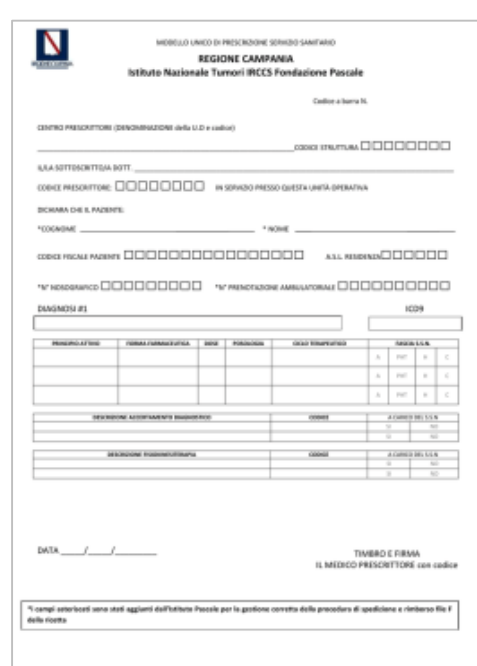 MODELLO UNICO DI PRESCRIZIONE SERVIZIO SANITARIO
REGIONE CAMPANIA
Istituto Nazionale Tumori IRCCS Fondazione Pascale
Codice a barra N.
CENTRO PRESCRITTORE (DENOMINAZIONE della U.O e codice)
CODICE STRUTTURA
IL/LA SOTTOSCRITTO/A DOTT.
CODICE PRESCRITTORE: IN SERVIZIO PRESSO QUESTA UNITÀ OPERATIVA
DICHIARA CHE IL PAZIENTE:
*COGNOME * NOME
CODICE FISCALE PAZIENTE A.S.L. RESIDENZA
*N° NOSOGRAFICO *N° PRENOTAZIONE AMBULATORIALE
DIAGNOSI #1 ICD9
PRINCIPIO ATTIVO FORMA FARMACEUTICA DOSE POSOLOGIA CICLO TERAPEUTICO FASCIA S.S.N.
A PHT H C
A PHT H C
A PHT H C
DESCRIZIONE ACCERTAMENTO DIAGNOSTICO CODICE A CARICO DEL S.S.N
SI NO
SI NO
DESCRIZIONE FISIOKINESITERAPIA CODICE A CARICO DEL S.S.N
NO
NO
DATA ____/____/_______
TIMBRO E FIRMA
IL MEDICO PRESCRITTORE con codice
*I campi asteriscati sono stati aggiunti dall'Istituto Pascale per la gestione corretta della procedura di spedizione e rimborso file F
della ricetta